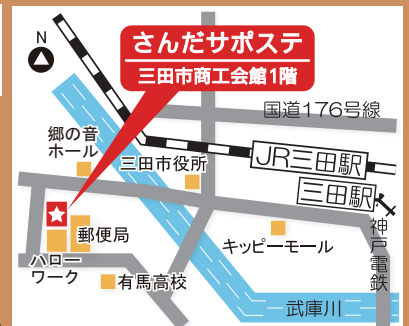 さんだサポステ
三田市商工会館1階
N
国道176号線
郷の音
ホール
三田市役所
JR三田駅
三田駅
神戸電鉄
郵便局
ハロー
ワーク
キッピーモール
有馬高校
武庫川